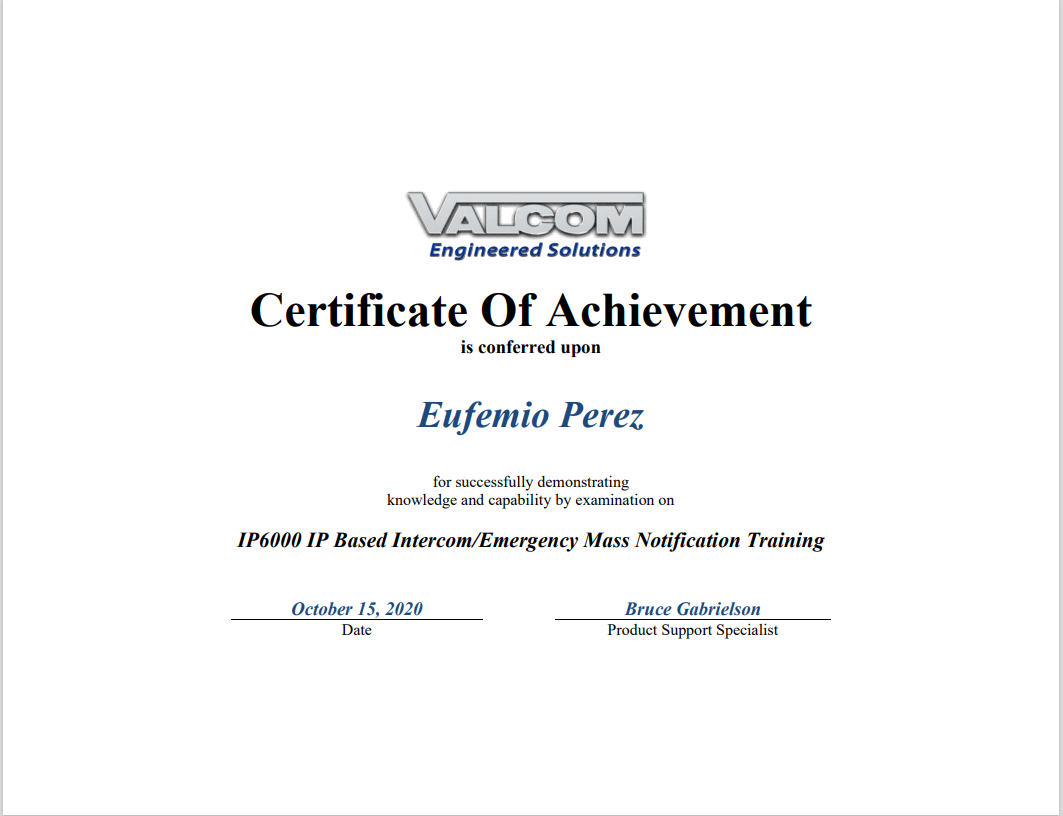 VALCOM
Engineered Solutions
Certificate Of Achievement
is conferred upon
Eufemio Perez
for successfully demonstrating
knowledge and capability by examination on
IP6000 IP Based Intercom/Emergency Mass Notification Training
October 15, 2020
Date
Bruce Gabrielson
Product Support Specialist